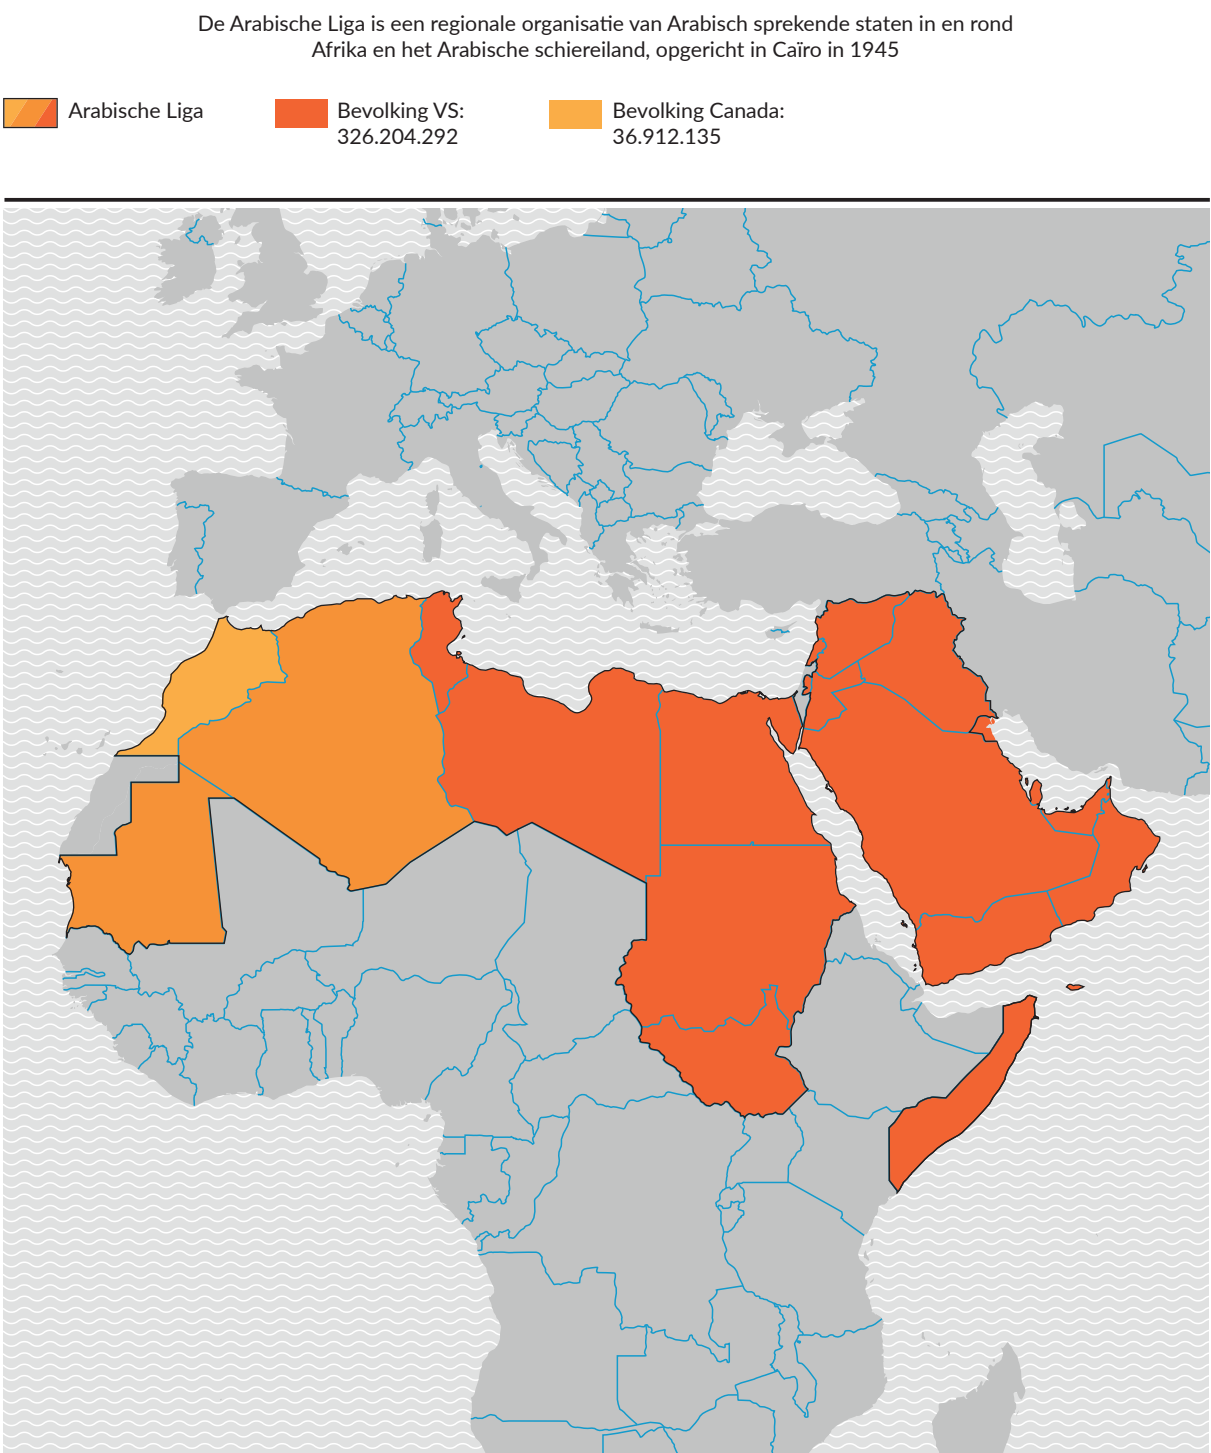 De Arabische Liga is een regionale organisatie van Arabisch sprekende staten in en rond
Afrika en het Arabische schiereiland, opgericht in Caïro in 1945
Arabische Liga
Bevolking VS:
326.204.292
Bevolking Canada:
36.912.135